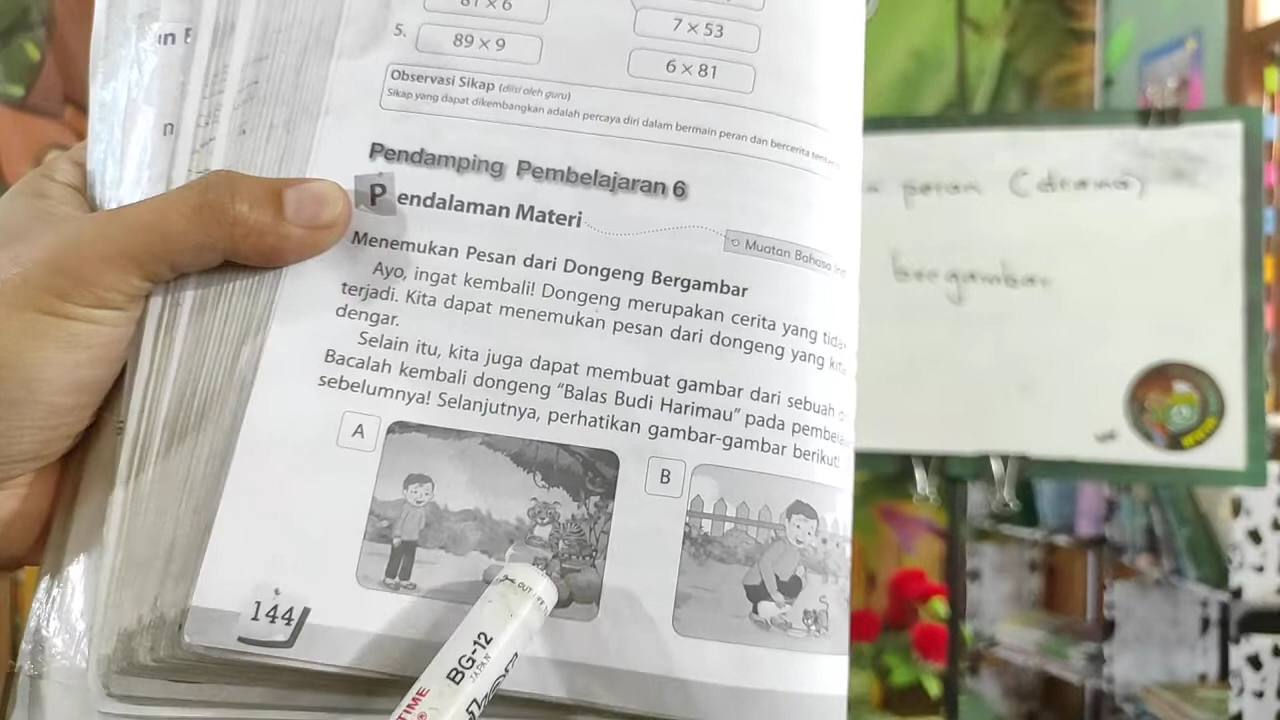 81 × 6
7 × 53
5.
89 × 9
6 × 81
Observasi Sikap (diisi oleh guru)
Sikap yang dapat dikembangkan adalah percaya diri dalam bermain peran dan bercerita
Pendamping Pembelajaran 6
Pendalaman Materi
Muatan Bahasa
Menemukan Pesan dari Dongeng Bergambar
Ayo, ingat kembali! Dongeng merupakan cerita yang
terjadi. Kita dapat menemukan pesan dari dongeng yang
dengar.
Selain itu, kita juga dapat membuat gambar dari sebuah
Bacalah kembali dongeng “Balas Budi Harimau” pada
sebelumnya! Selanjutnya, perhatikan gambar-gambar berikut!
A
B
144
BG-12
JAPAN
peran (drama)
bergambar